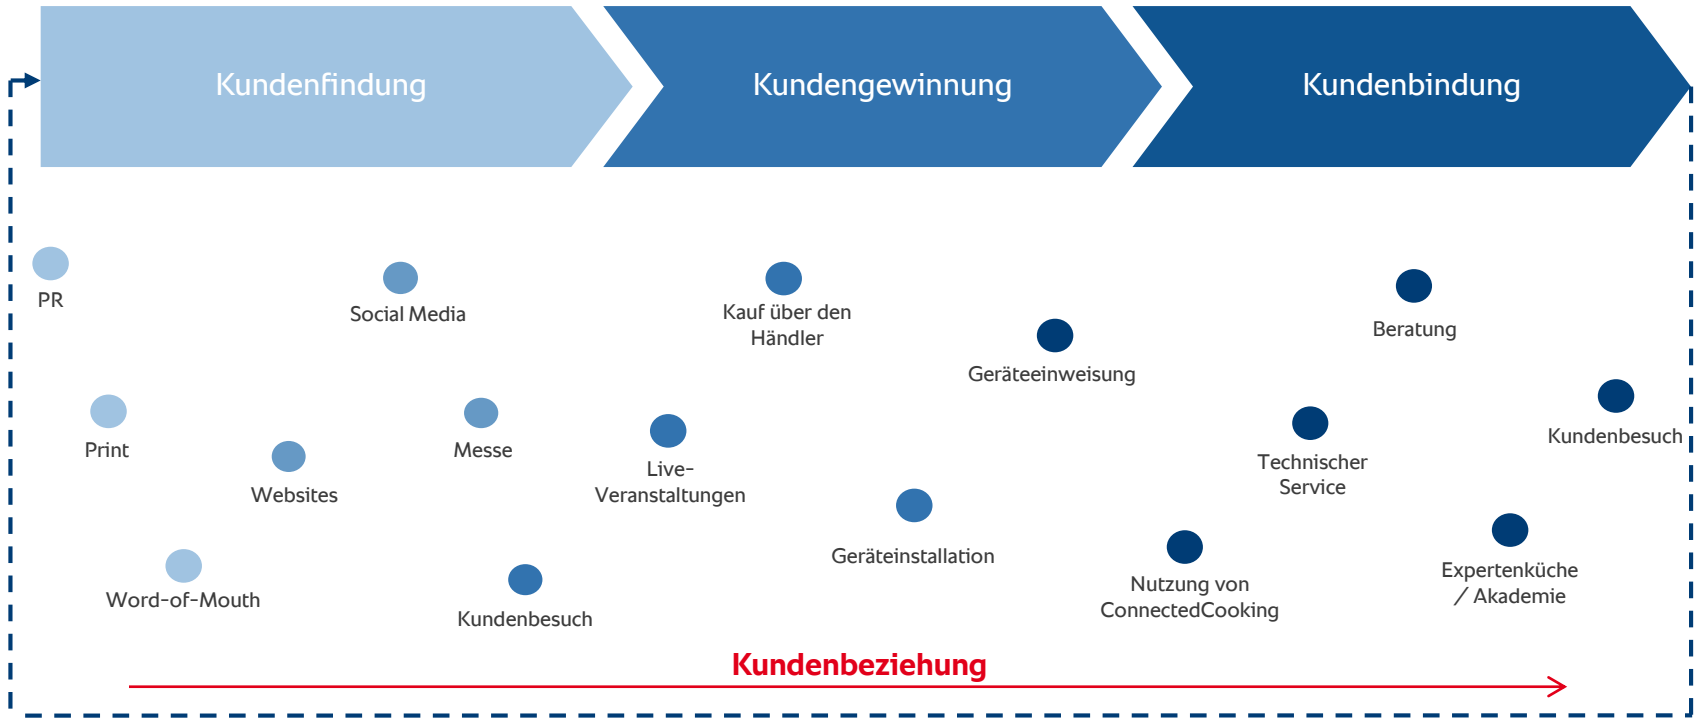 Kundenfindung
Kundengewinnung
Kundenbindung
PR
Social Media
Kauf über den
Händler
Geräteeinweisung
Beratung
Print
Websites
Messe
Live-
Veranstaltungen
Technischer
Service
Kundenbesuch
Word-of-Mouth
Kundenbesuch
Geräteinstallation
Nutzung von
ConnectedCooking
Expertenküche
/ Akademie
Kundenbeziehung